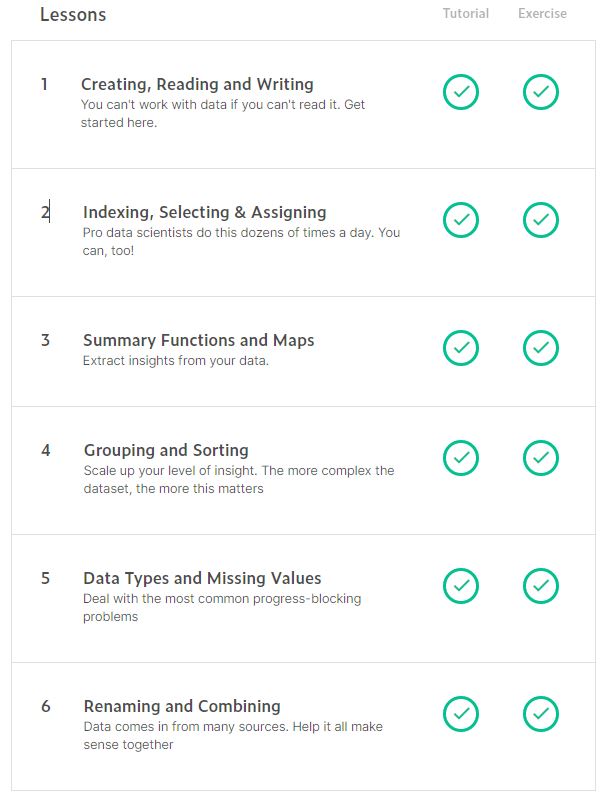 Lessons Tutorial Exercise
1 Creating, Reading and Writing
You can't work with data if you can't read it. Get
started here.
2 Indexing, Selecting & Assigning
Pro data scientists do this dozens of times a day. You
can, too!
3 Summary Functions and Maps
Extract insights from your data.
4 Grouping and Sorting
Scale up your level of insight. The more complex the
dataset, the more this matters
5 Data Types and Missing Values
Deal with the most common progress-blocking
problems
6 Renaming and Combining
Data comes in from many sources. Help it all make
sense together